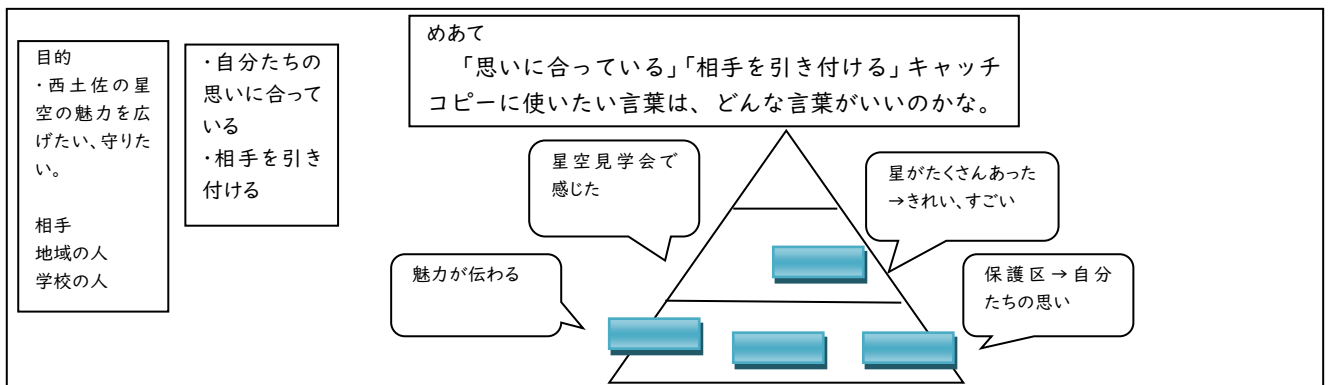 目的
・西土佐の星
空の魅力を広
げたい、守りた
い。
相手
地域の人
学校の人
・自分たちの
思いに合って
いる
・相手を引き
付ける
めあて
「思いに合っている」「相手を引き付ける」キャッチ
コピーに使いたい言葉は、どんな言葉がいいのかな。
星空見学会で
感じた
星がたくさんあった
→きれい、すごい
魅力が伝わる
保護区→自分
たちの思い